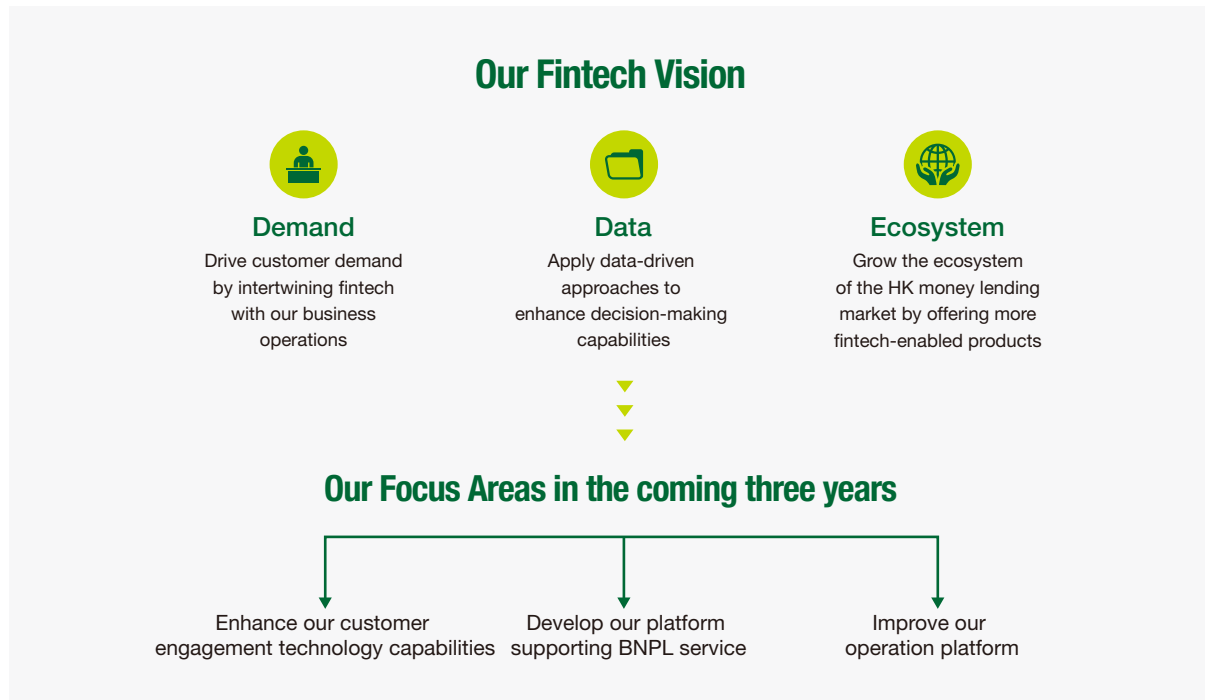 Our Fintech Vision
Demand
Drive customer demand
by intertwining fintech
with our business
operations
Data
Apply data-driven
approaches to
enhance decision-making
capabilities
Ecosystem
Grow the ecosystem
of the HK money lending
market by offering more
fintech-enabled products
Our Focus Areas in the coming three years
Enhance our customer
engagement technology capabilities
Develop our platform
supporting BNPL service
Improve our
operation platform